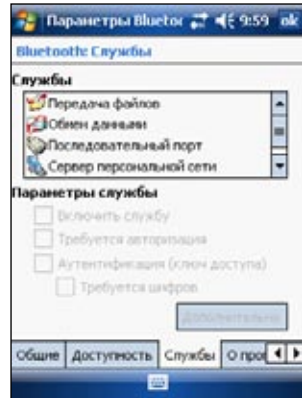 Параметры Bluetoo 9:59 ok
Bluetooth: Службы
Службы
Передача файлов
Обмен данными
Последовательный порт
Сервер персональной сети
Параметры службы
Включить службу
Требуется авторизация
Аутентификация (ключ доступа)
Требуется шифров
Дополнительно
Общие Доступность Службы О прог